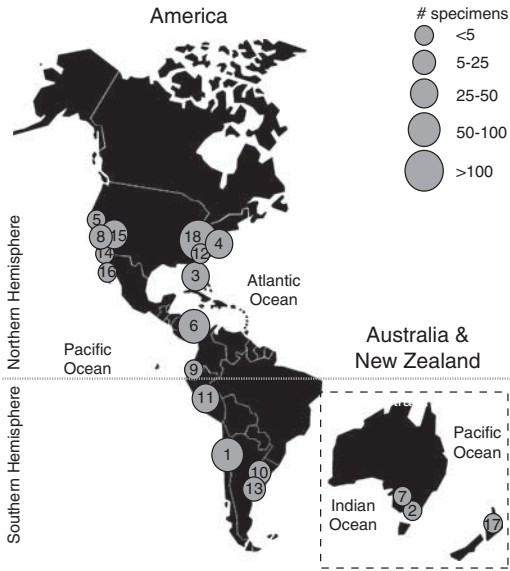 America
# specimens
<5
5-25
25-50
50-100
>100
5
8
15
14
16
18
4
12
3
Atlantic
Ocean
6
Northern Hemisphere
Pacific
Ocean
9
Australia &
New Zealand
11
1
10
13
Southern Hemisphere
Pacific
Ocean
Indian
Ocean
7
2
17